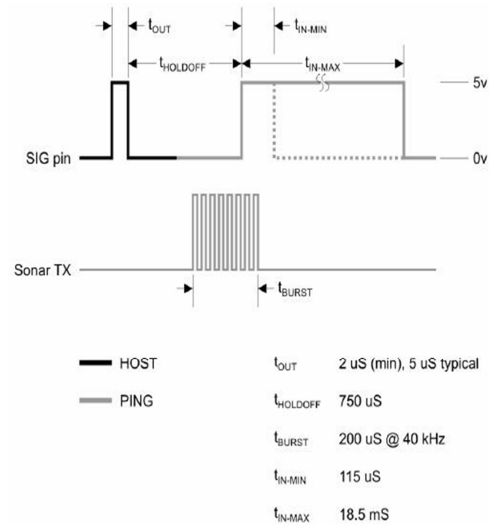 tOUT
tIN-MIN
tHOLDOFF
tIN-MAX
5v
SIG pin
0v
Sonar TX
tBURST
HOST
PING
tOUT 2 uS (min), 5 uS typical
tHOLDOFF 750 uS
tBURST 200 uS @ 40 kHz
tIN-MIN 115 uS
tIN-MAX 18.5 mS